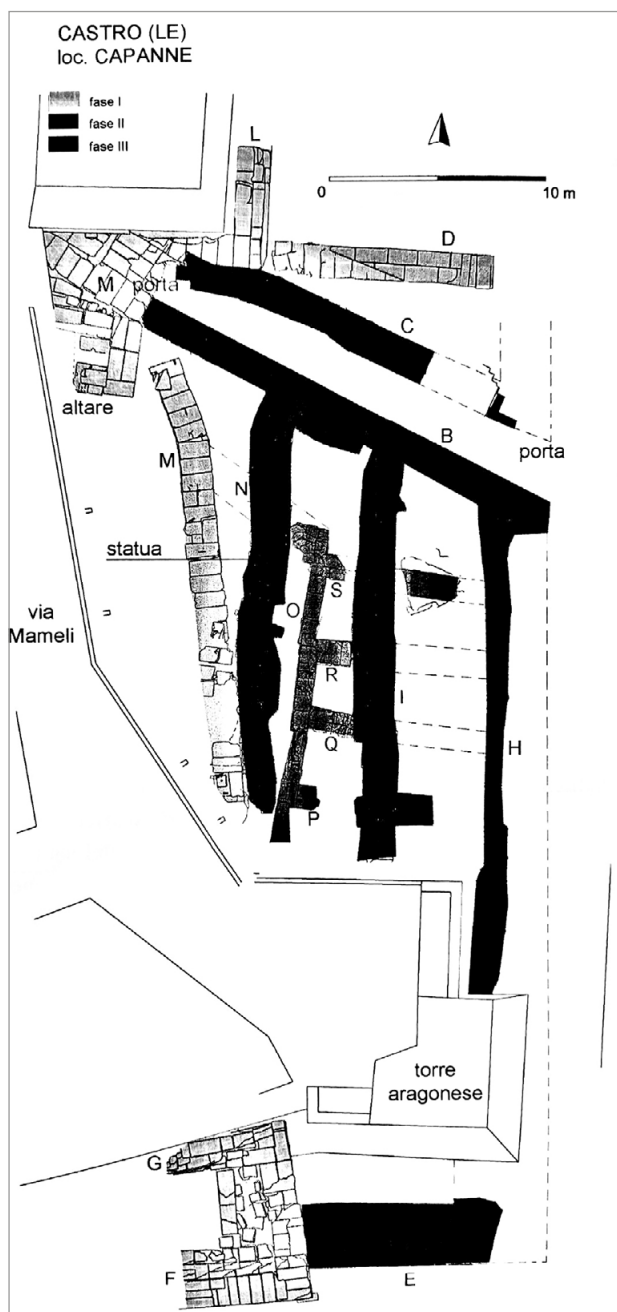 CASTRO (LE)
loc. CAPANNE
fase I
fase II
fase III
L
0
10 m
D
M
porta
C
altare
B
porta
M
N
statua
S
O
via
Mameli
R
I
Q
H
P
torre
aragonese
G
F
E